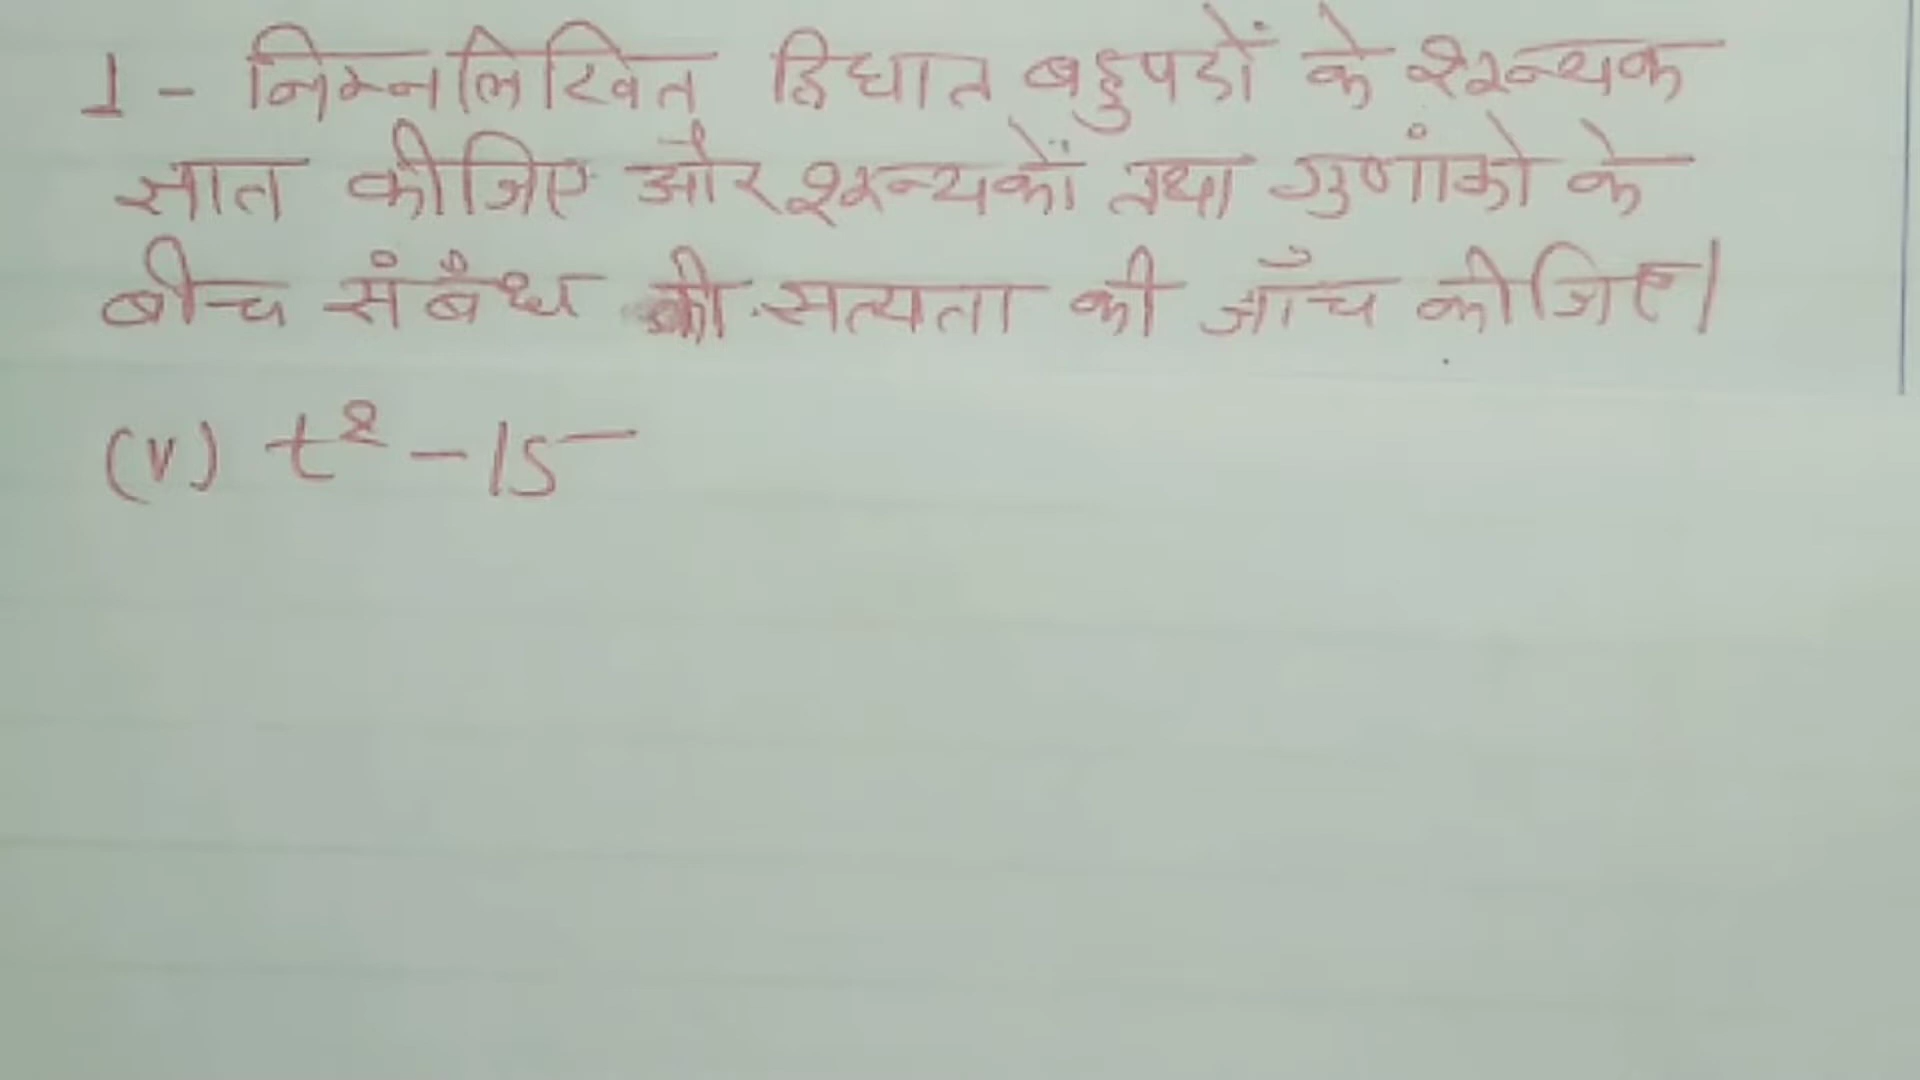 1 - निम्नलिखित द्विघात बहुपदों के शून्यक
ज्ञात कीजिए और शून्यकों तथा गुणांको के
बीच संबंध की सत्यता की जाँच कीजिए।
(v) t² - 15